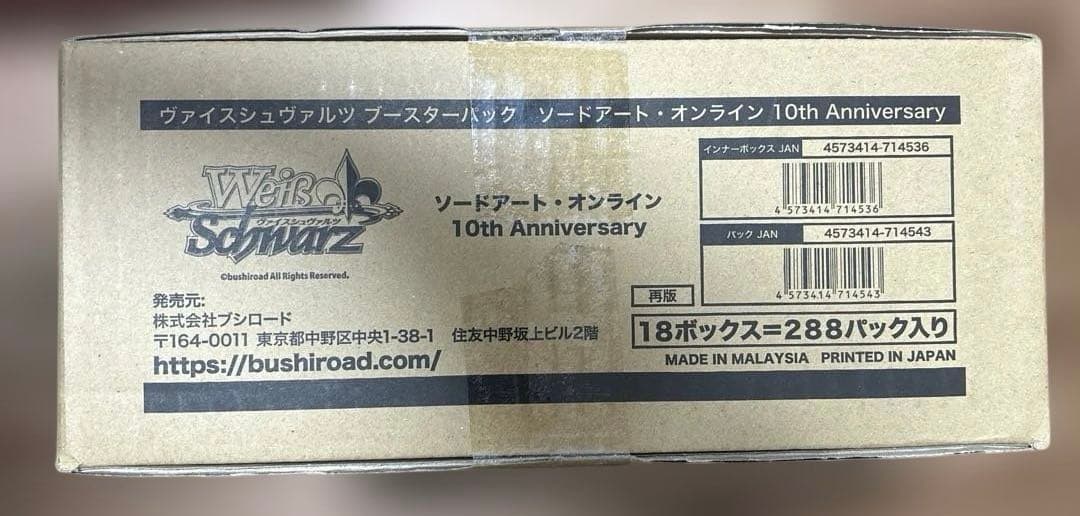 ヴァイスシュヴァルツ ブースターパック ソードアート・オンライン 10th Anniversary
Weiß
ヴァイスシュヴァルツ
Schwarz
©bushiroad All Rights Reserved.
ソードアート・オンライン
10th Anniversary
インナーボックス JAN 4573414-714536
4 573414 714536
パック JAN 4573414-714543
4 573414 714543
発売元:
株式会社ブシロード
〒164-0011 東京都中野区中央1-38-1 住友中野坂上ビル2階
https://bushiroad.com/
再版
18ボックス=288パック入り
MADE IN MALAYSIA PRINTED IN JAPAN